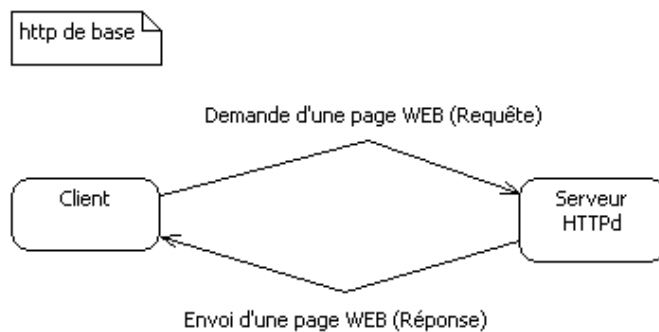 http de base
Demande d'une page WEB (Requête)
Client
Serveur
HTTPd
Envoi d'une page WEB (Réponse)